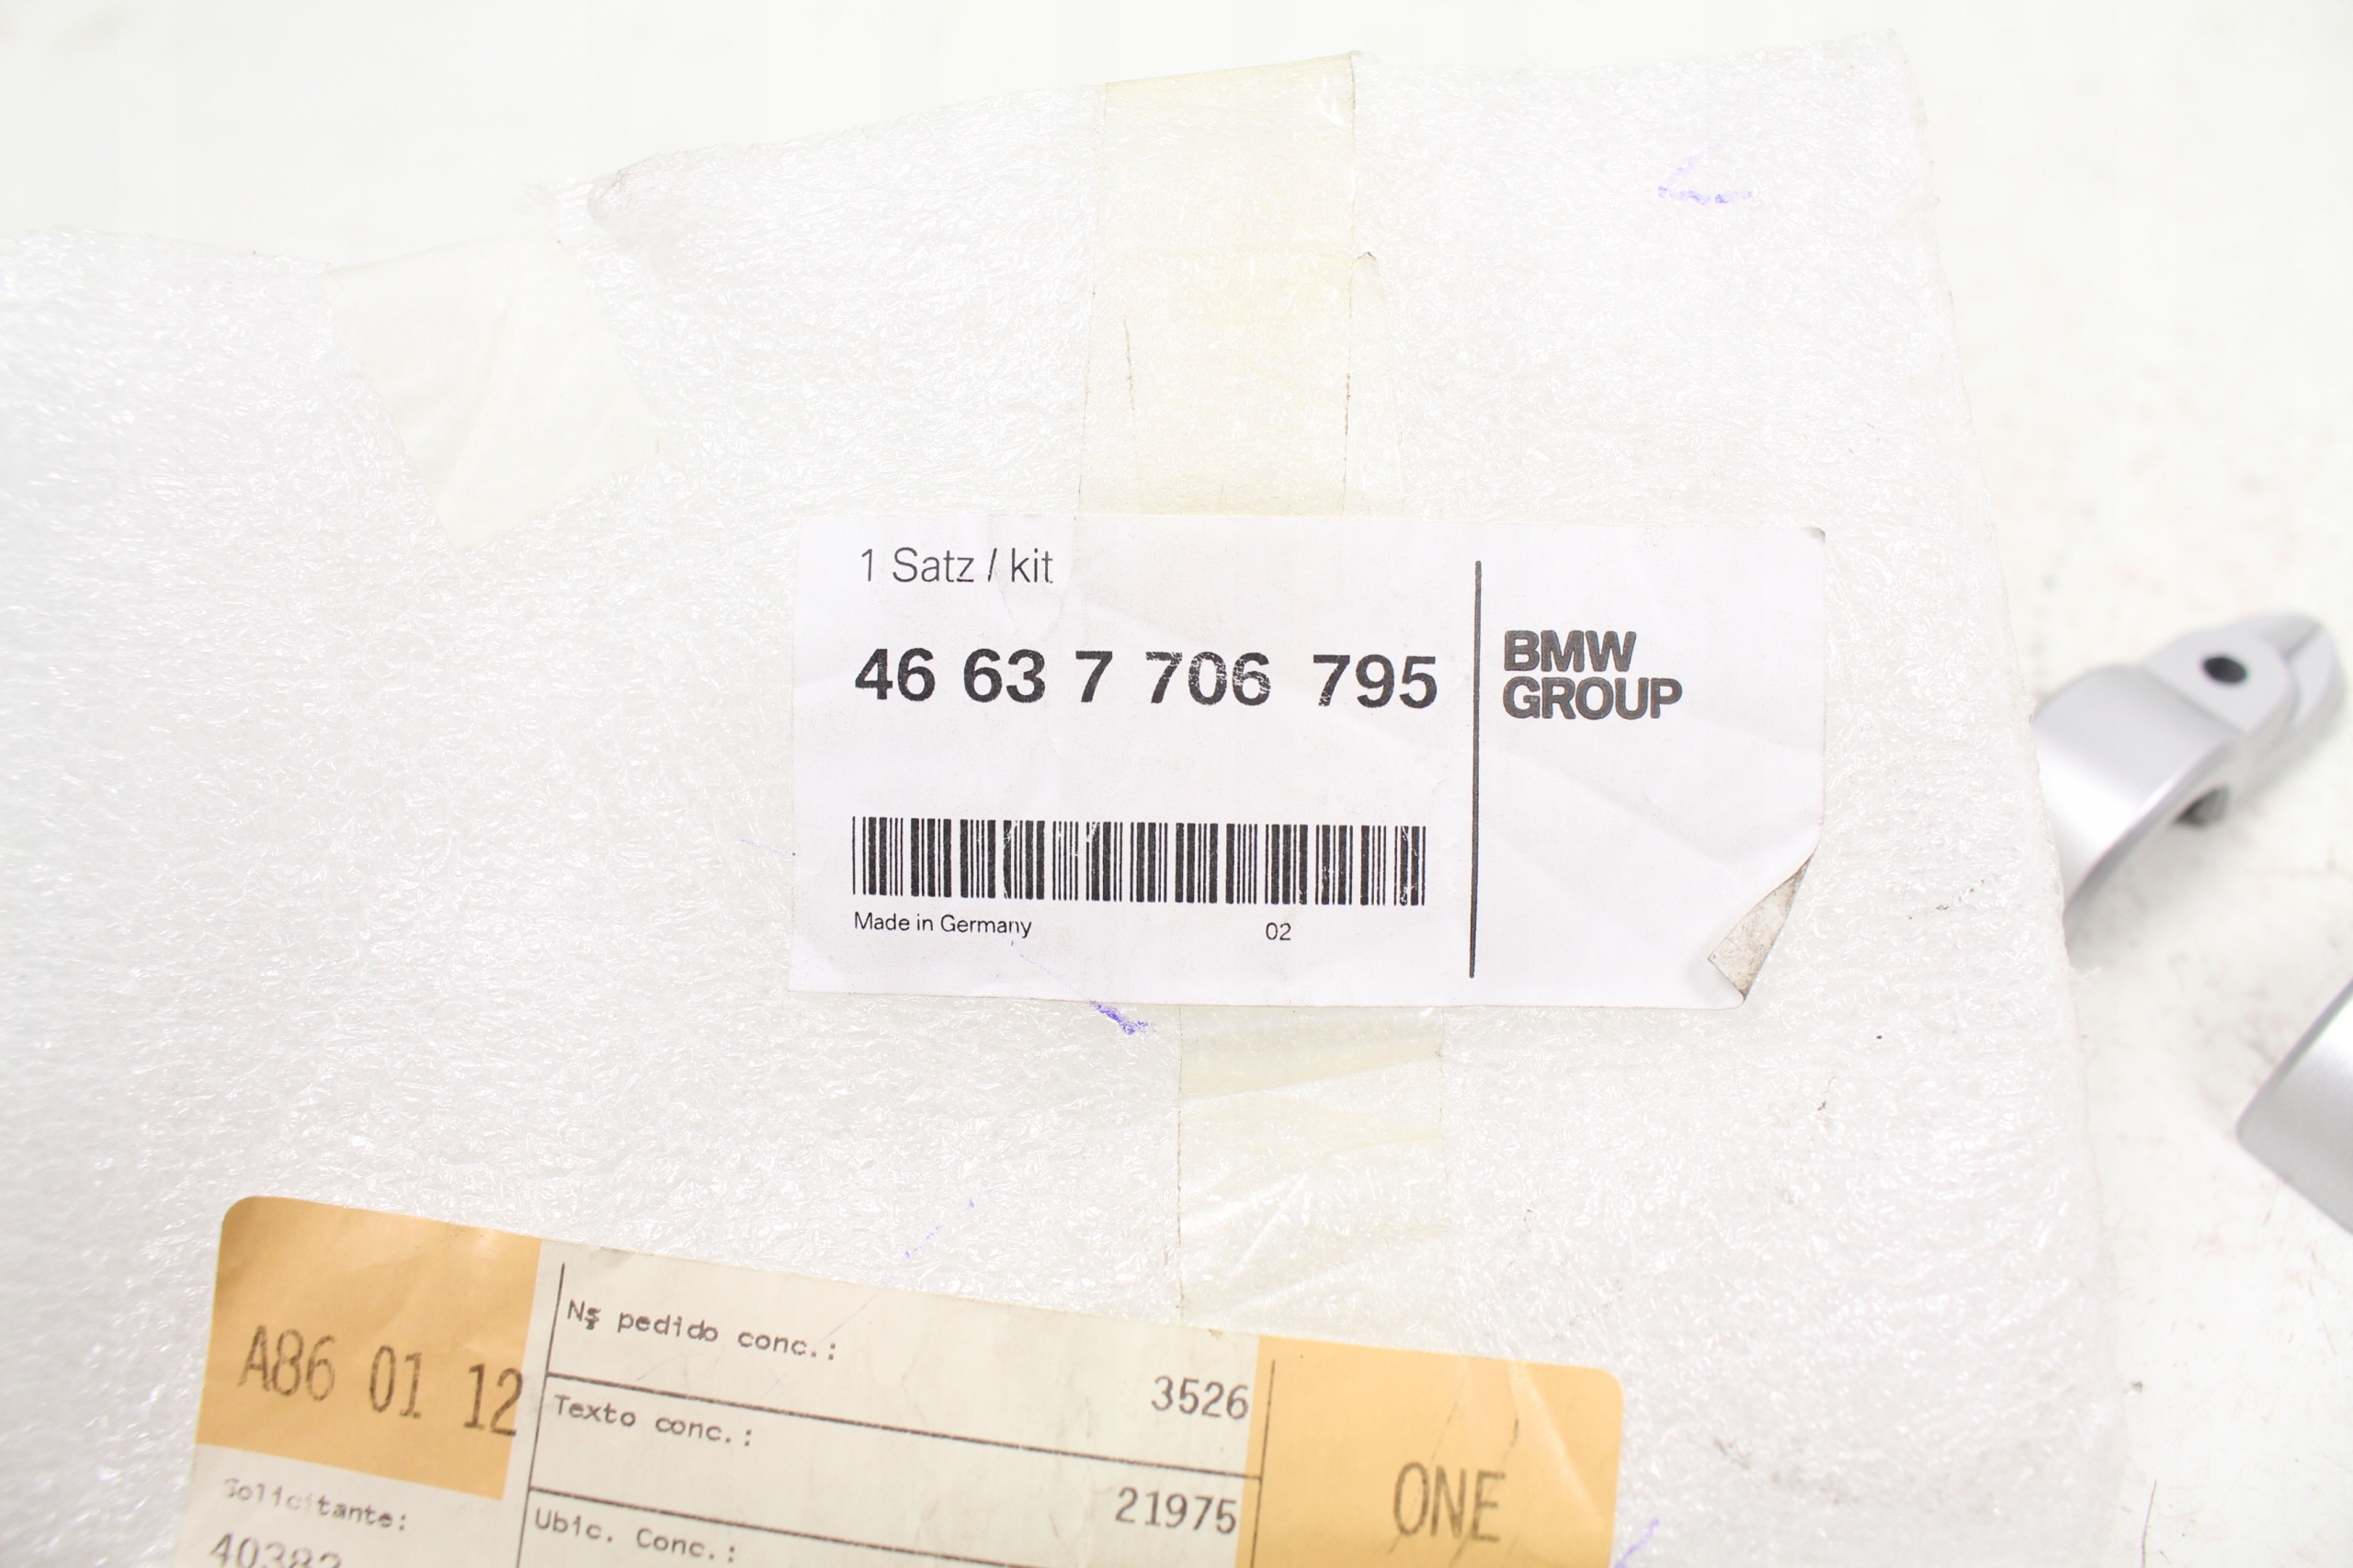 1 Satz / kit
46 63 7 706 795
BMW
GROUP
Made in Germany 02
A86 01 12
Nș pedido conc.:
3526
Texto conc.:
21975
ONE
Solicitante:
Ubic. Conc.: